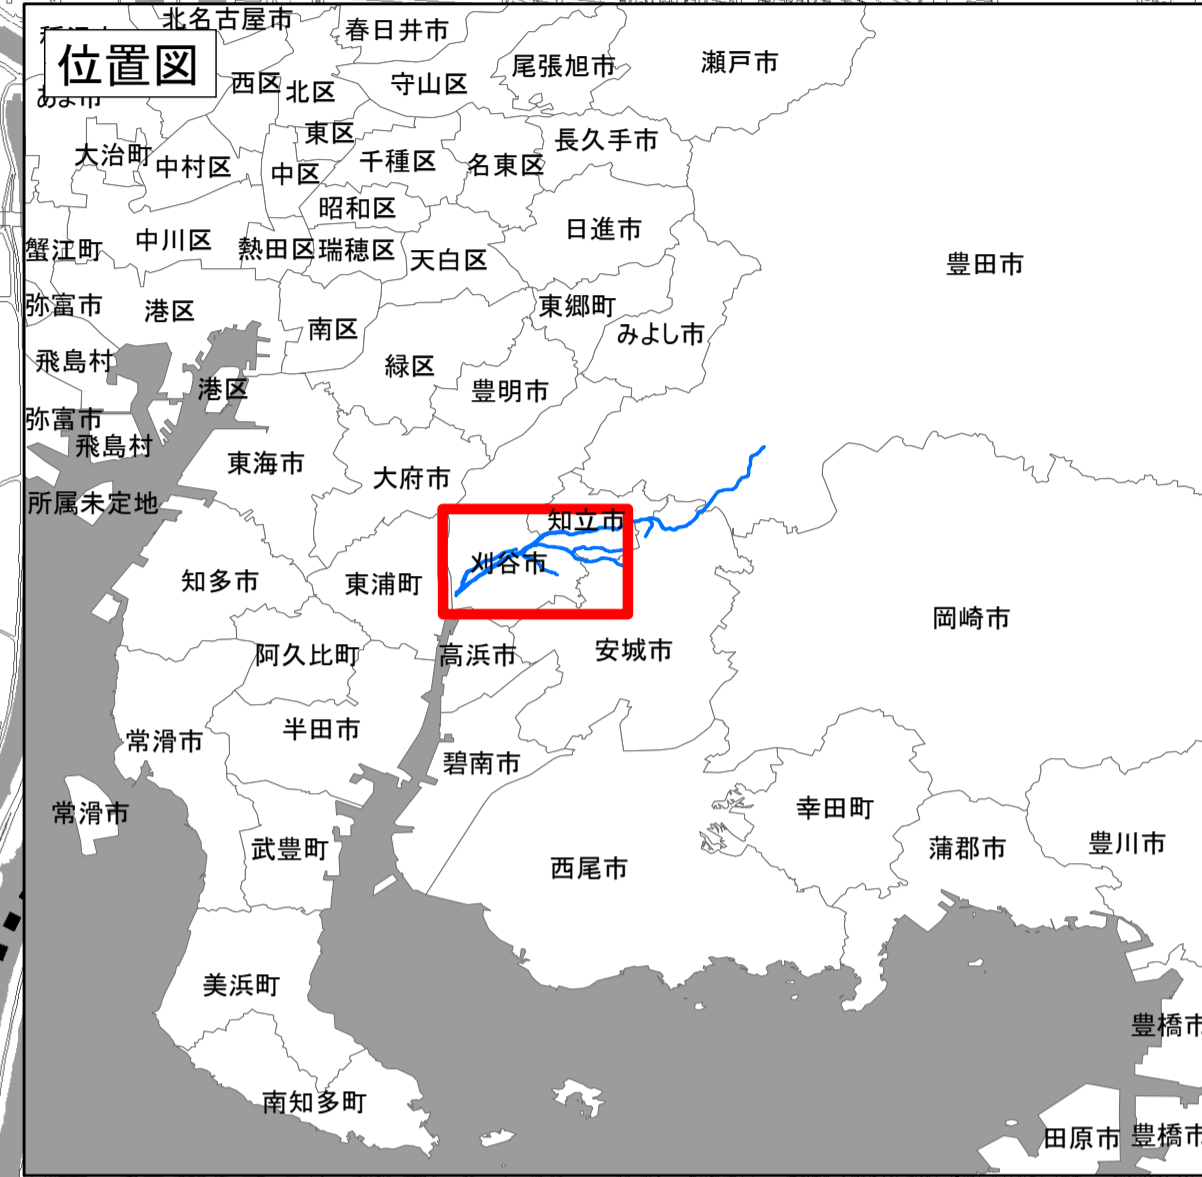 位置図
北名古屋市
春日井市
尾張旭市
瀬戸市
西区
北区
守山区
あま市
東区
長久手市
大治町
中村区
中区
千種区
名東区
昭和区
日進市
蟹江町
中川区
熱田区
瑞穂区
天白区
豊田市
弥富市
港区
東郷町
南区
みよし市
飛島村
緑区
港区
豊明市
弥富市
飛島村
東海市
大府市
所属未定地
知立市
刈谷市
知多市
東浦町
岡崎市
阿久比町
高浜市
安城市
半田市
常滑市
碧南市
常滑市
幸田町
武豊町
蒲郡市
豊川市
西尾市
美浜町
豊橋市
南知多町
田原市
豊橋市